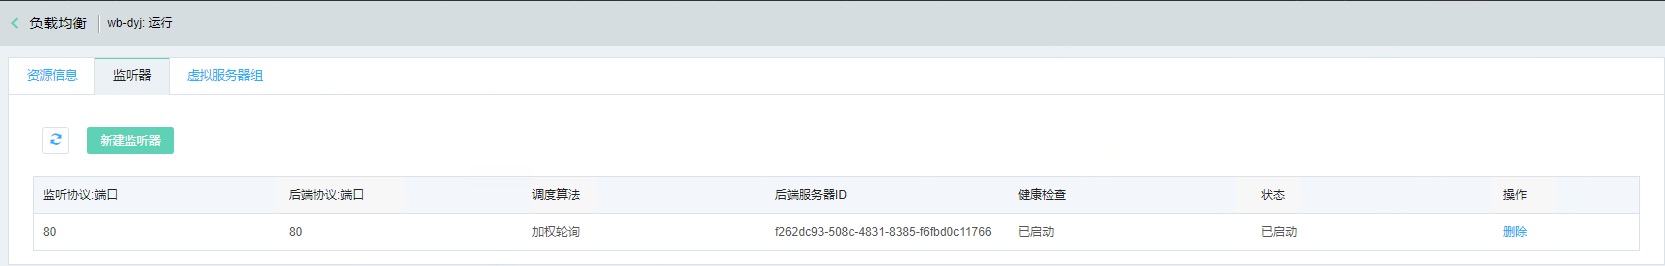 负载均衡 wb-dyj: 运行
资源信息 监听器 虚拟服务器组
新建监听器
监听协议:端口 后端协议:端口 调度算法 后端服务器ID 健康检查 状态 操作
80 80 加权轮询 f262dc93-508c-4831-8385-f6fbd0c11766 已启动 已启动 删除